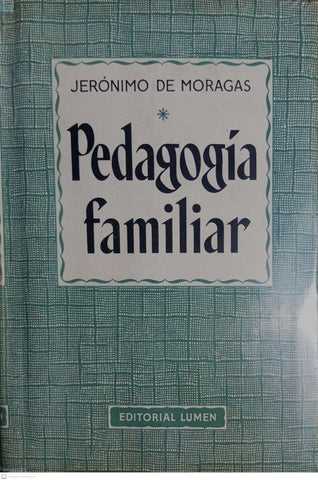 JERÓNIMO DE MORAGAS
*
Pedagogía
familiar
EDITORIAL LUMEN